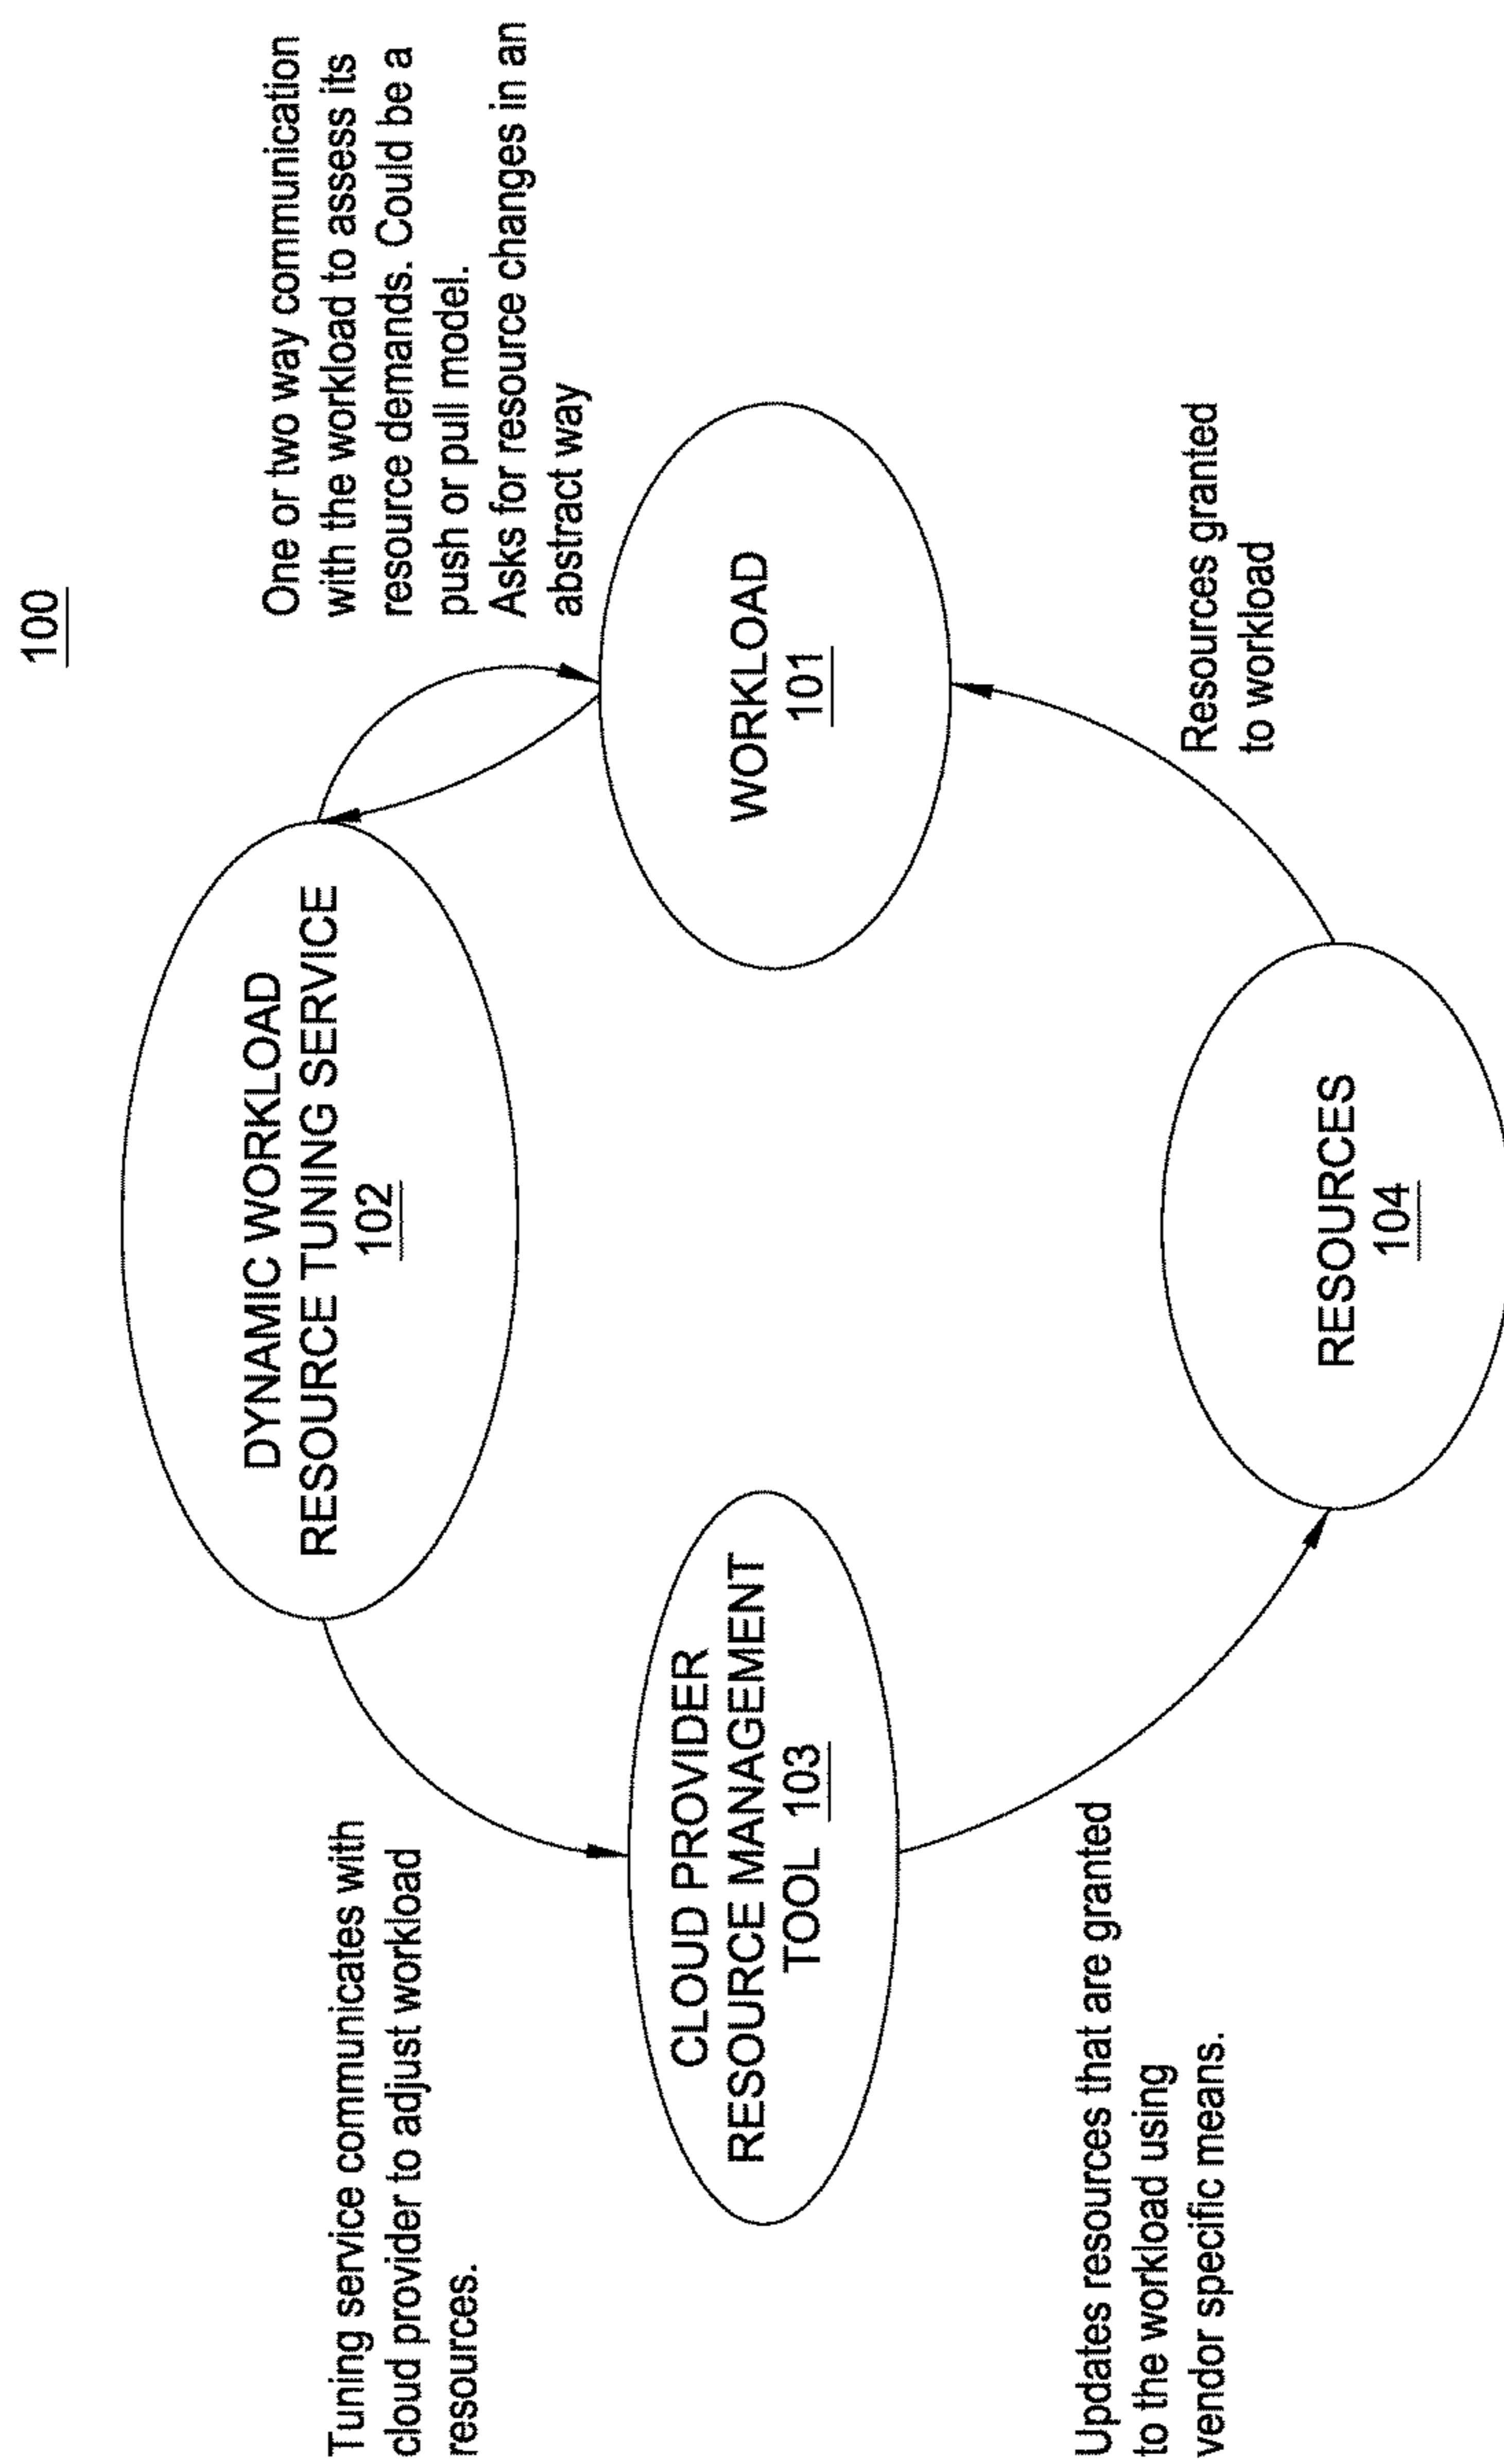 100
One or two way communication
with the workload to assess its
resource demands. Could be a
push or pull model.
Asks for resource changes in an
abstract way
DYNAMIC WORKLOAD
RESOURCE TUNING SERVICE
102
Tuning service communicates with
cloud provider to adjust workload
resources.
CLOUD PROVIDER
RESOURCE MANAGEMENT
TOOL 103
WORKLOAD
101
Updates resources that are granted
to the workload using
vendor specific means.
RESOURCES
104
Resources granted
to workload